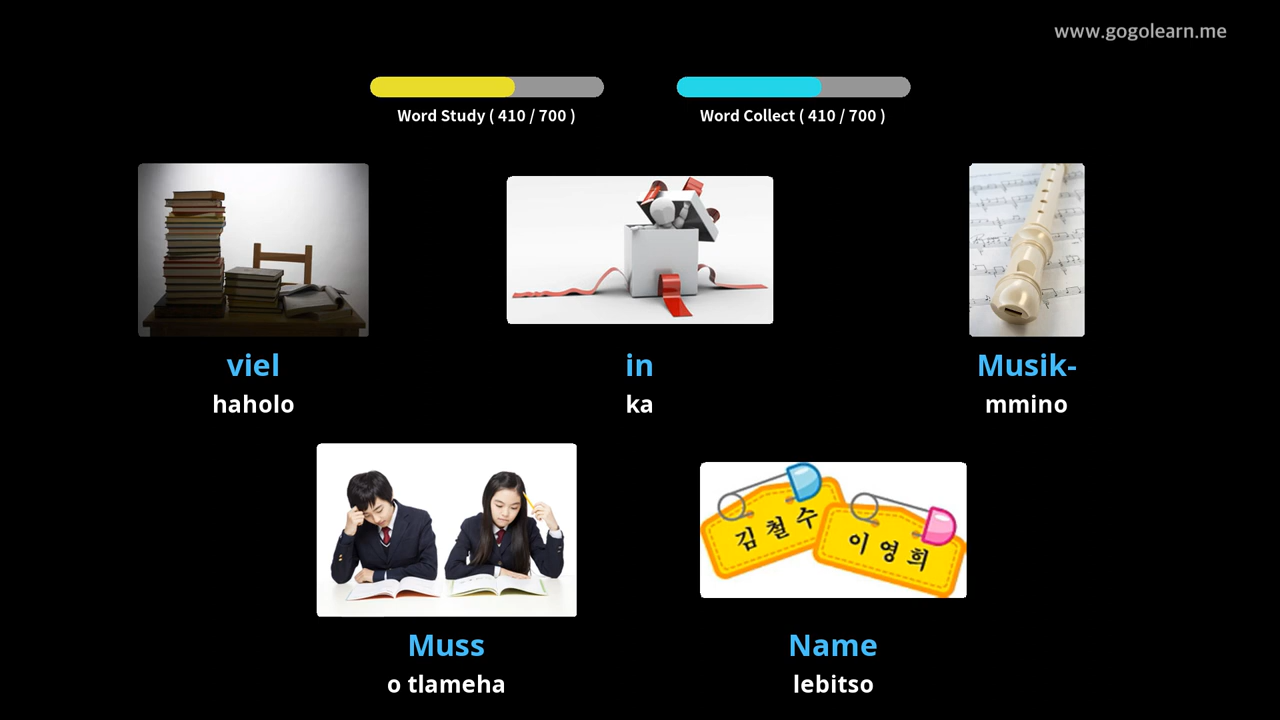 www.gogolearn.me
Word Study ( 410 / 700 )
Word Collect ( 410 / 700 )
viel
haholo
in
ka
Musik-
mmino
김철수
이영희
Muss
o tlameha
Name
lebitso